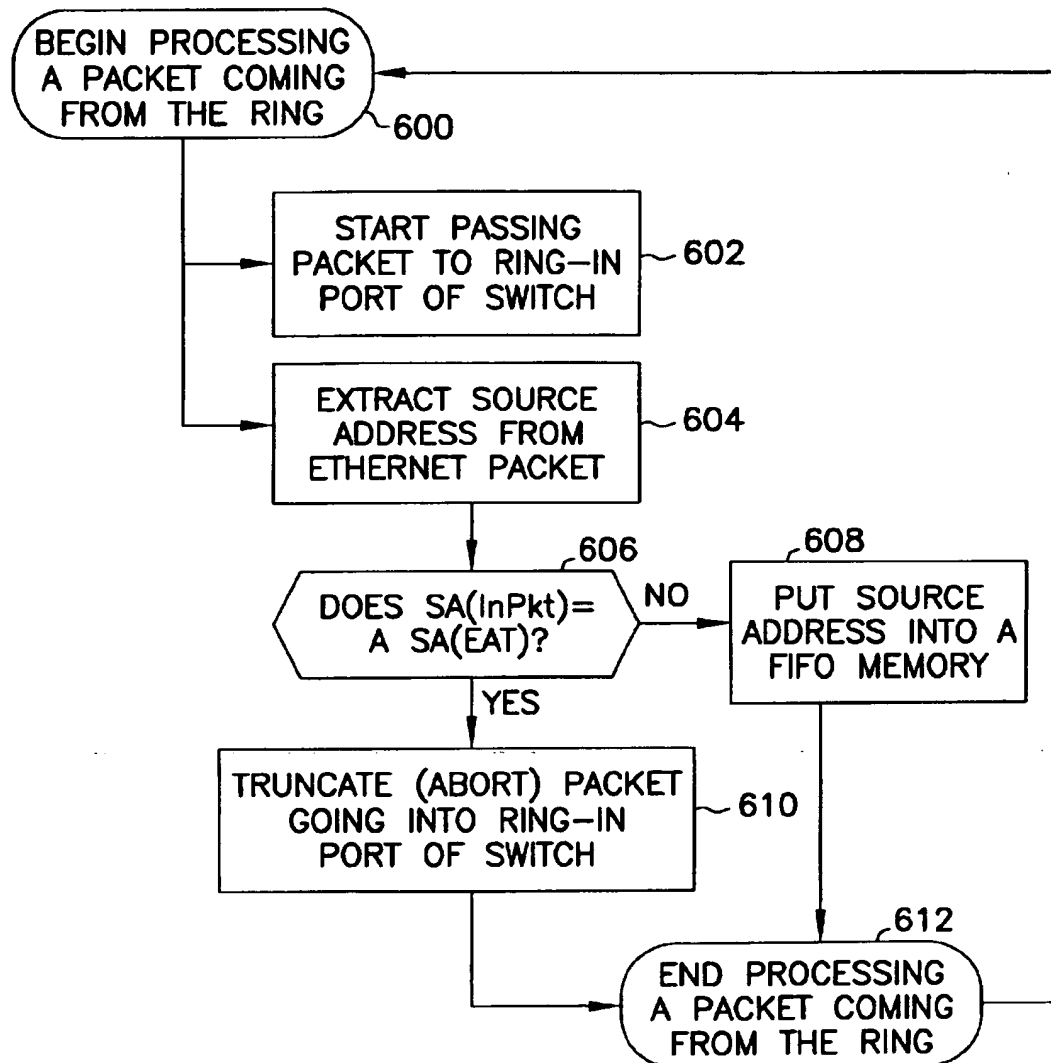 BEGIN PROCESSING
A PACKET COMING
FROM THE RING
600
START PASSING
PACKET TO RING-IN
PORT OF SWITCH
602
EXTRACT SOURCE
ADDRESS FROM
ETHERNET PACKET
604
606
DOES SA(InPkt)=
A SA(EAT)?
NO
608
PUT SOURCE
ADDRESS INTO A
FIFO MEMORY
YES
TRUNCATE (ABORT) PACKET
GOING INTO RING-IN
PORT OF SWITCH
610
612
END PROCESSING
A PACKET COMING
FROM THE RING